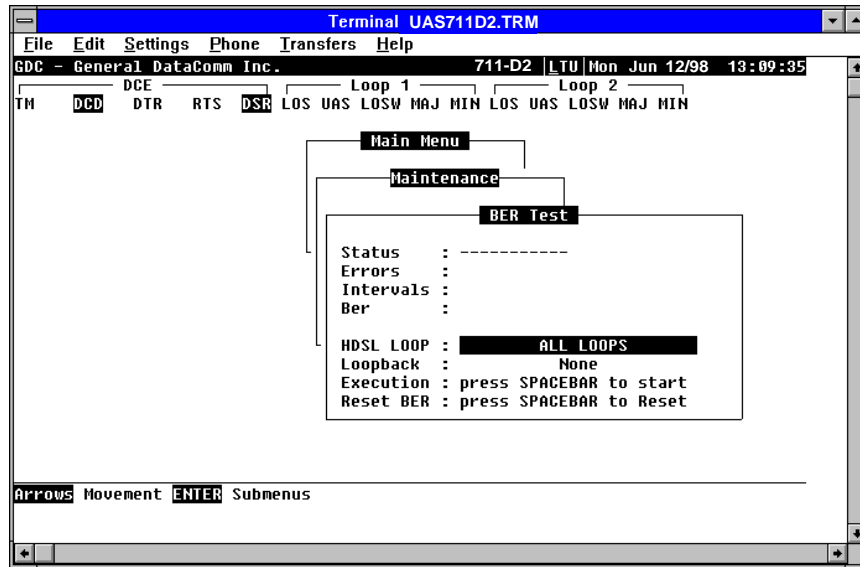 Terminal UAS711D2.TRM
File Edit Settings Phone Transfers Help
GDC - General DataComm Inc. 711-D2 |LTU|Mon Jun 12/98 13:09:35
DCE Loop 1 Loop 2
TM DCD DTR RTS DSR LOS UAS LOSW MAJ MIN LOS UAS LOSW MAJ MIN
Main Menu
Maintenance
BER Test
Status : -----------
Errors :
Intervals :
Ber :
HDSL LOOP : ALL LOOPS
Loopback : None
Execution : press SPACEBAR to start
Reset BER : press SPACEBAR to Reset
Arrows Movement ENTER Submenus